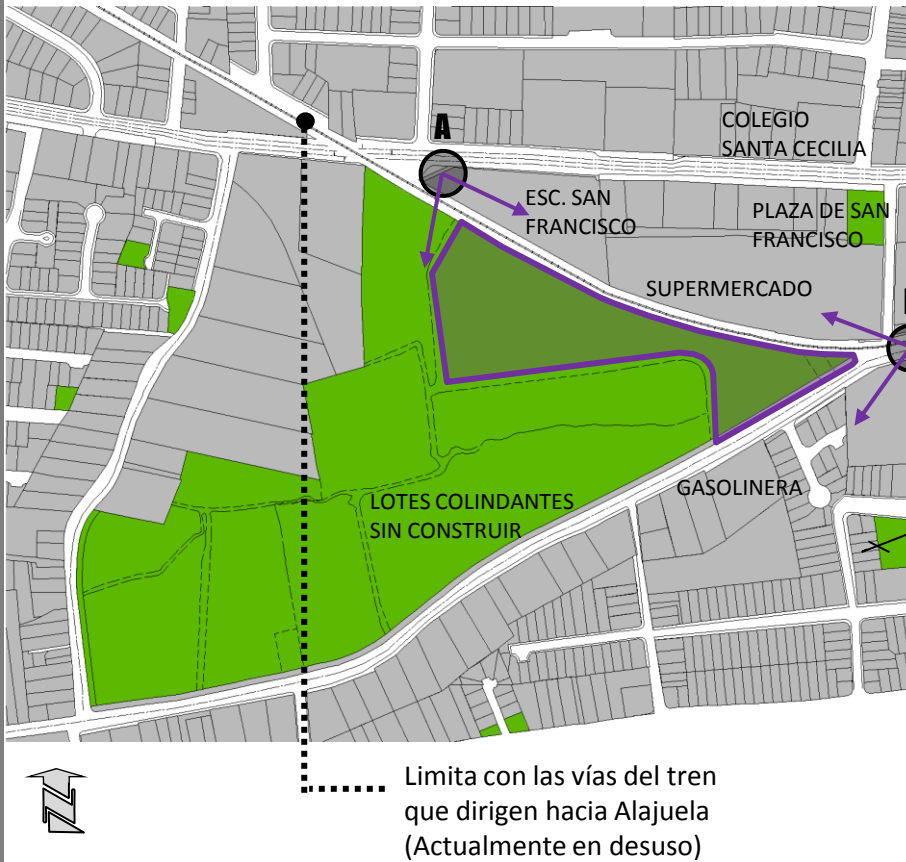 COLEGIO
SANTA CECILIA
A
ESC. SAN
FRANCISCO
PLAZA DE SAN
FRANCISCO
SUPERMERCADO
GASOLINERA
LOTES COLINDANTES
SIN CONSTRUIR
N
Limita con las vías del tren
que dirigen hacia Alajuela
(Actualmente en desuso)